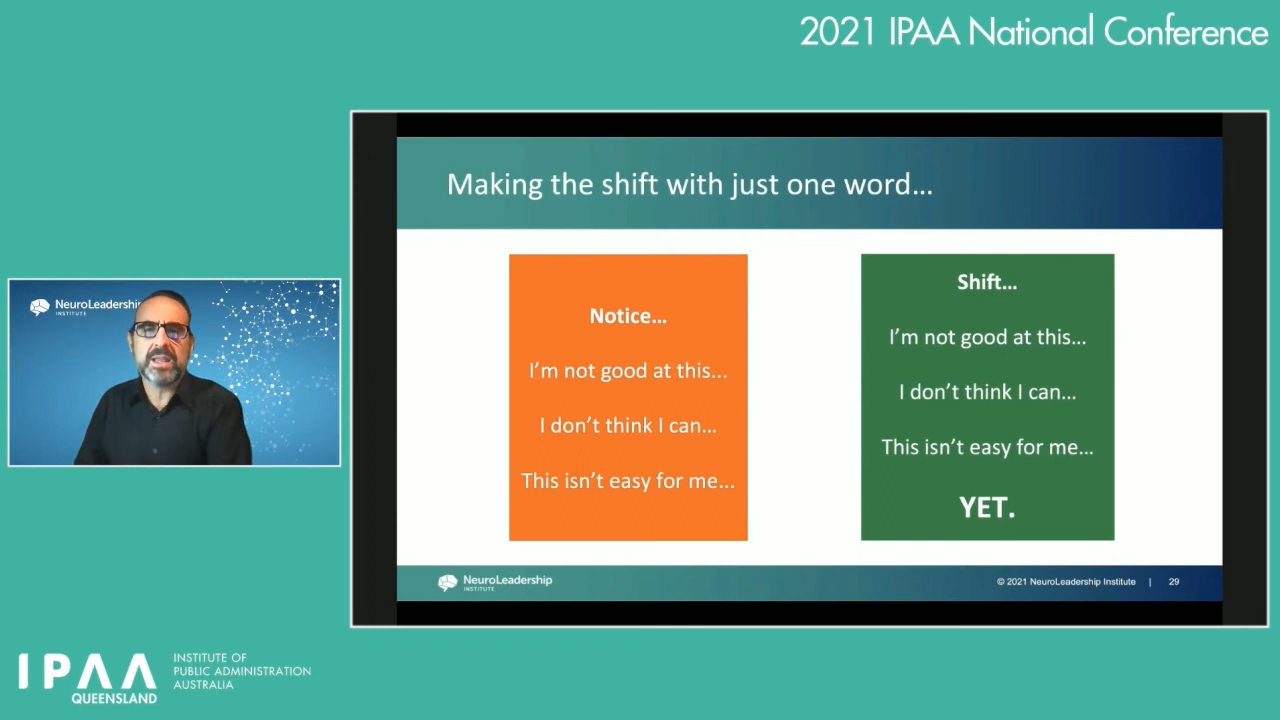 2021 IPAA National Conference
Making the shift with just one word...
Notice...
I'm not good at this...
I don't think I can...
This isn't easy for me...
Shift...
I'm not good at this...
I don't think I can...
This isn't easy for me...
YET.
NeuroLeadership
INSTITUTE
© 2021 NeuroLeadership Institute | 29
NeuroLeadership
INSTITUTE
IPAA
QUEENSLAND
INSTITUTE OF
PUBLIC ADMINISTRATION
AUSTRALIA